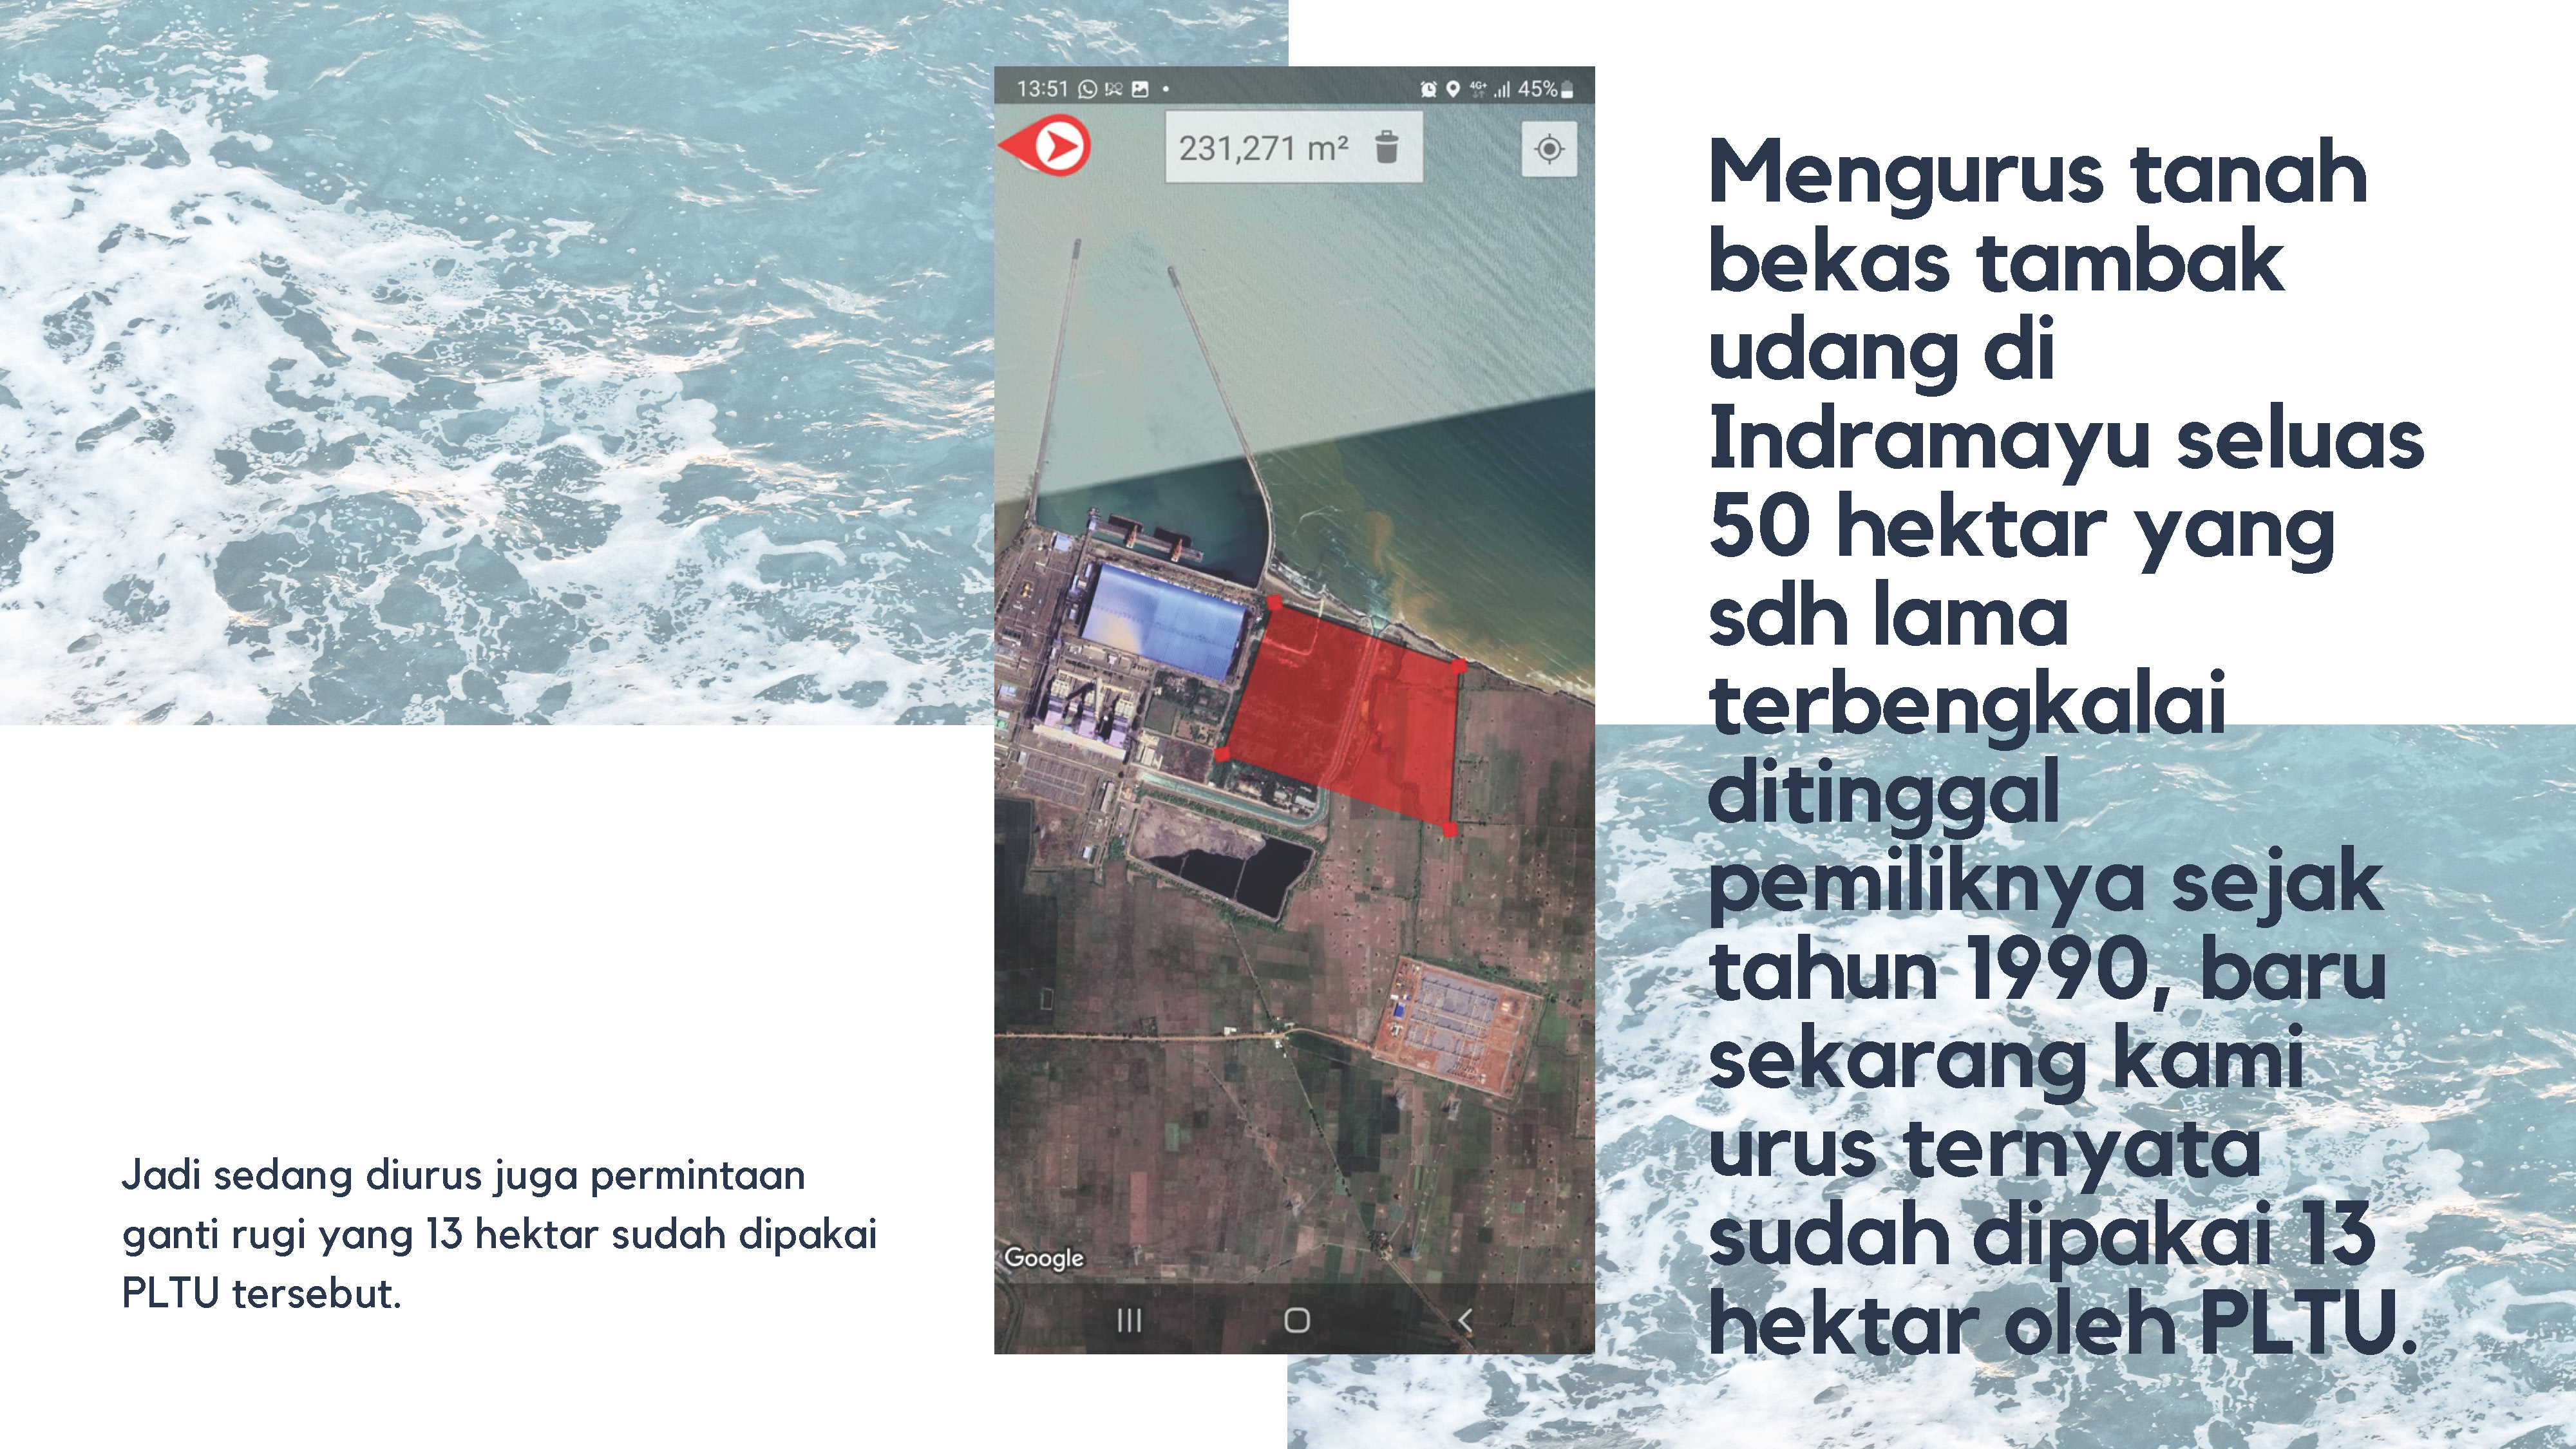 13:51
4G+
45%
231,271 m²
Google
Mengurus tanah
bekas tambak
udang di
Indramayu seluas
50 hektar yang
sdh lama
terbengkalai
ditinggal
pemiliknya sejak
tahun 1990, baru
sekarang kami
urus ternyata
sudah dipakai 13
hektar oleh PLTU.
Jadi sedang diurus juga permintaan
ganti rugi yang 13 hektar sudah dipakai
PLTU tersebut.